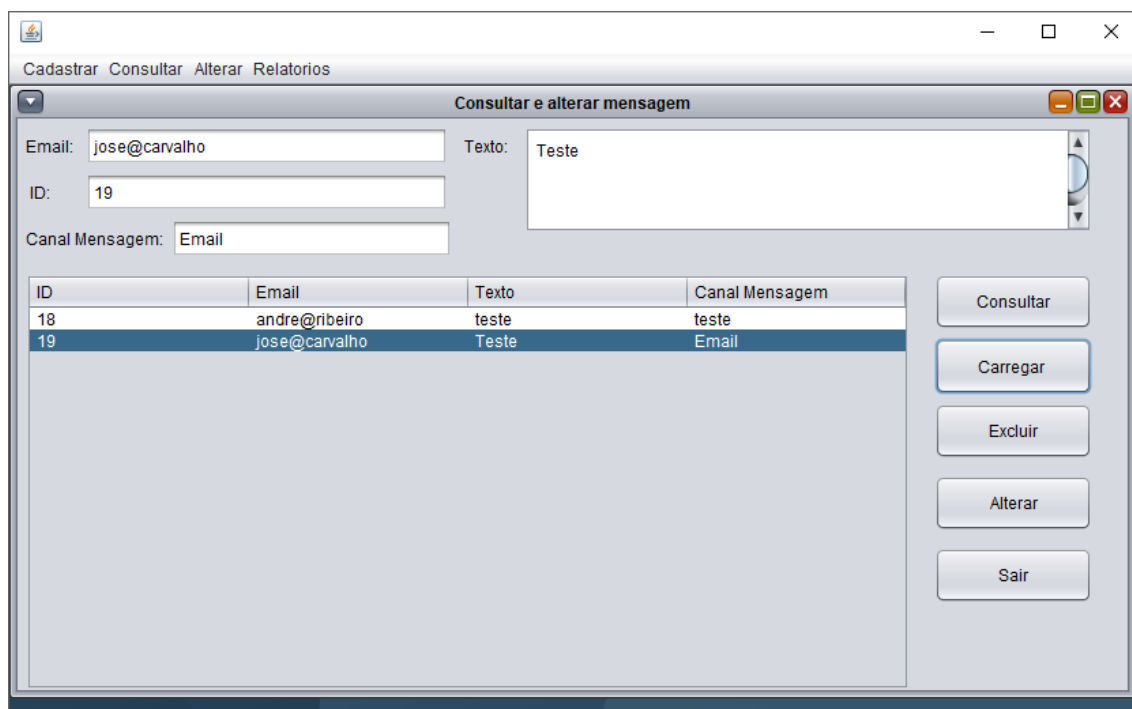 Cadastrar Consultar Alterar Relatorios
Consultar e alterar mensagem
Email: jose@carvalho
Texto: Teste
ID: 19
Canal Mensagem: Email
ID Email Texto Canal Mensagem
18 andre@ribeiro teste teste
19 jose@carvalho Teste Email
Consultar
Carregar
Excluir
Alterar
Sair